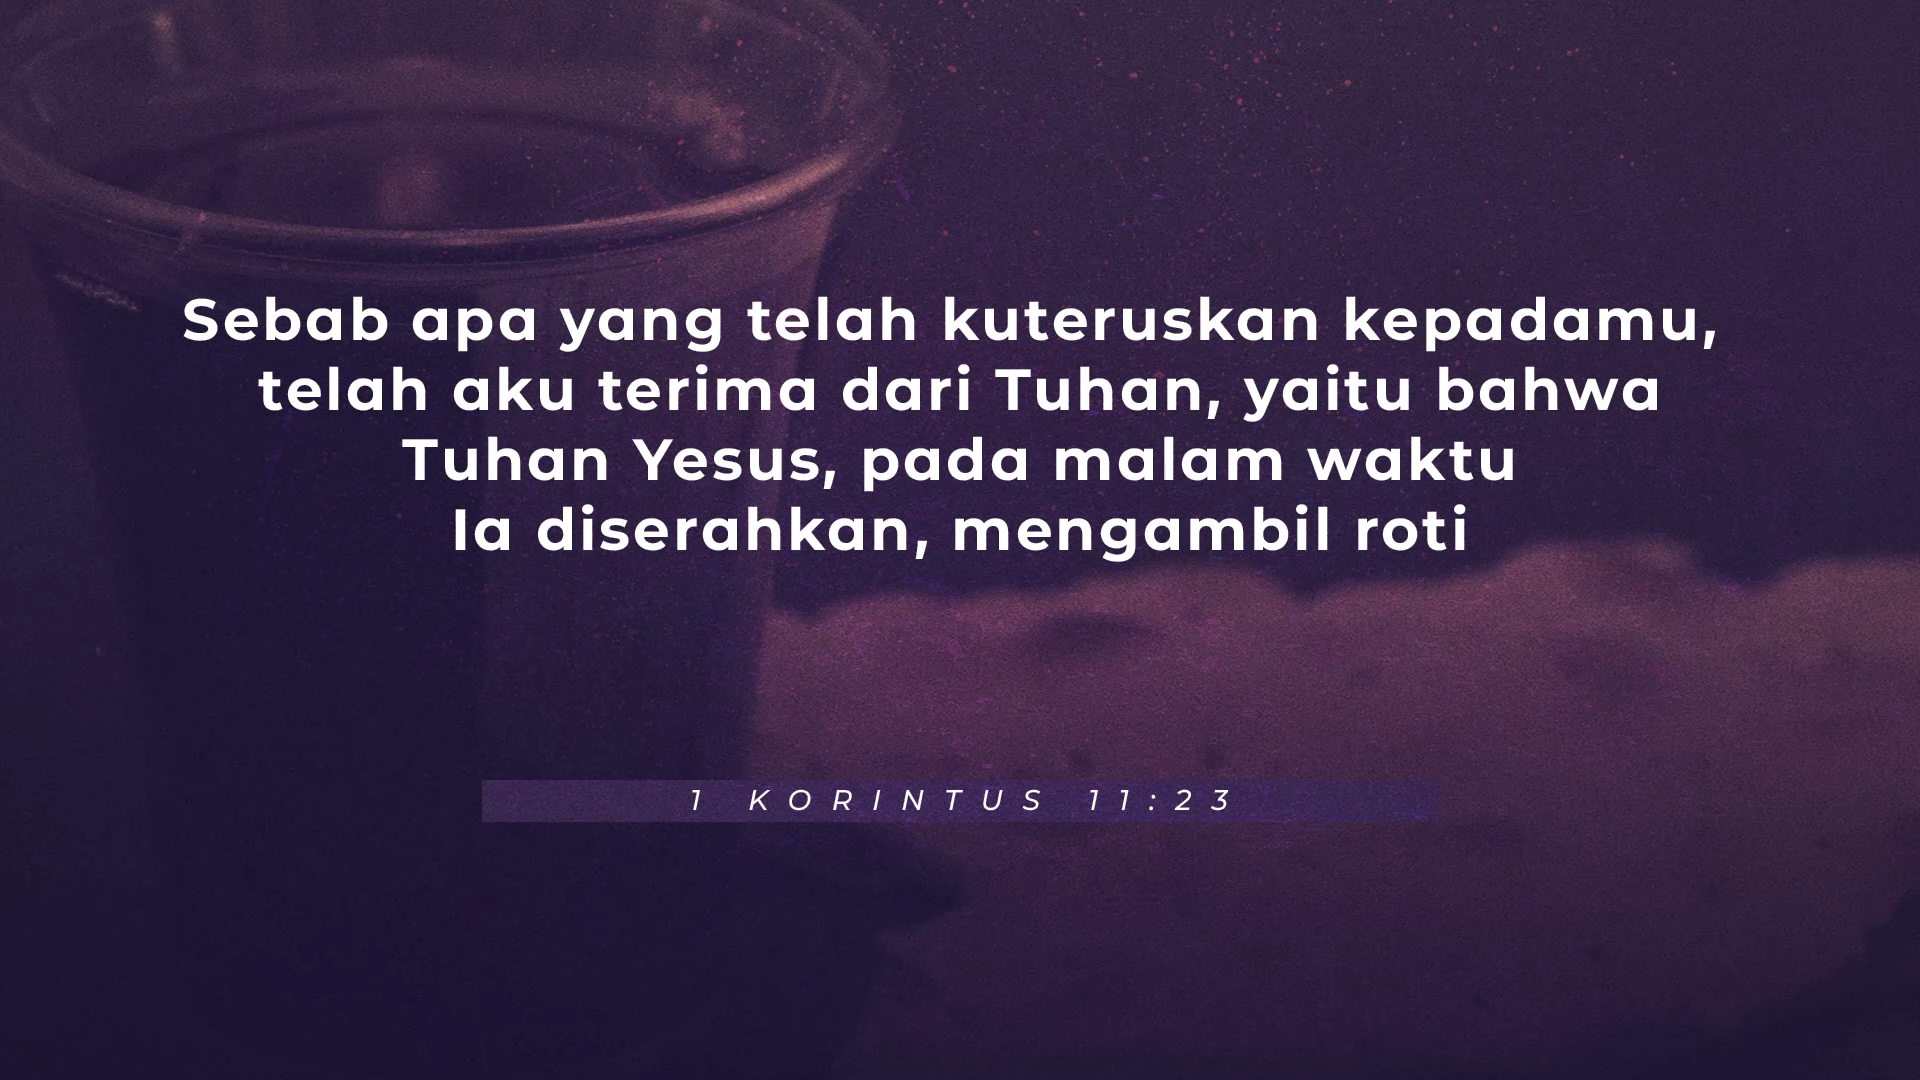 Sebab apa yang telah kuteruskan kepadamu,
telah aku terima dari Tuhan, yaitu bahwa
Tuhan Yesus, pada malam waktu
Ia diserahkan, mengambil roti
1 KORINTUS 11:23